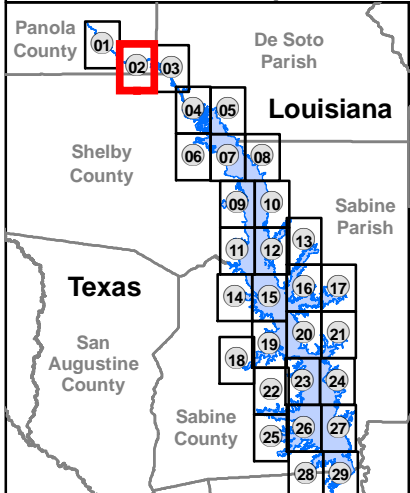 Panola
County
01
02
03
De Soto
Parish
04
05
Louisiana
06
07
08
Shelby
County
09
10
Sabine
Parish
11
12
13
Texas
14
15
16
17
San
Augustine
County
18
19
20
21
22
23
24
Sabine
County
25
26
27
28
29